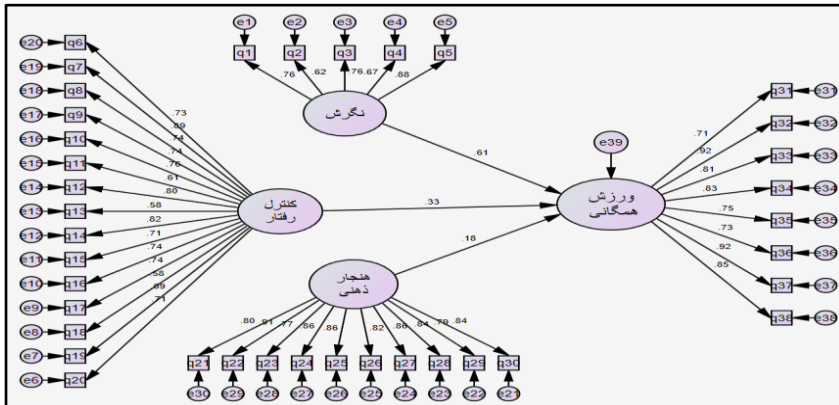 e1 e2 e3 e4 e5
q1 q2 q3 q4 q5
.76 .62 .76 .67 .88
نگرش
e20 q6
e19 q7
e18 q8
e17 q9
e16 q10
e15 q11
e14 q12
e13 q13
e12 q14
e11 q15
e10 q16
e9 q17
e8 q18
e7 q19
e6 q20
.73
.74
.74
.76
.61
.80
.58
.82
.71
.74
.74
.58
.71
کنترل
رفتار
.61
.33
.18
e39
ورزش
همگانی
.71
.92
.81
.83
.75
.73
.92
.85
q31 e31
q32 e32
q33 e33
q34 e34
q35 e35
q36 e36
q37 e37
q38 e38
هنجار
ذهنی
.80 .91 .77 .86 .86 .82 .84 .79 .84
q21 q22 q23 q24 q25 q26 q27 q28 q29 q30
e30 e29 e28 e27 e26 e25 e24 e23 e22 e21